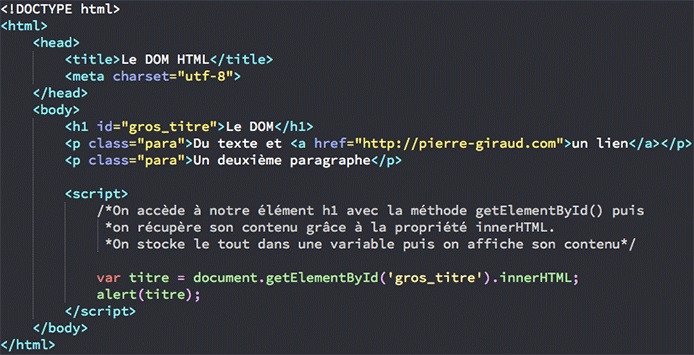 <!DOCTYPE html>
<html>
    <head>
        <title>Le DOM HTML</title>
        <meta charset="utf-8">
    </head>
    <body>
        <h1 id="gros_titre">Le DOM</h1>
        <p class="para">Du texte et <a href="http://pierre-giraud.com">un lien</a></p>
        <p class="para">Un deuxième paragraphe</p>
        <script>
            /*On accède à notre élément h1 avec la méthode getElementById() puis
             *on récupère son contenu grâce à la propriété innerHTML.
             *On stocke le tout dans une variable puis on affiche son contenu*/
            var titre = document.getElementById('gros_titre').innerHTML;
            alert(titre);
        </script>
    </body>
</html>